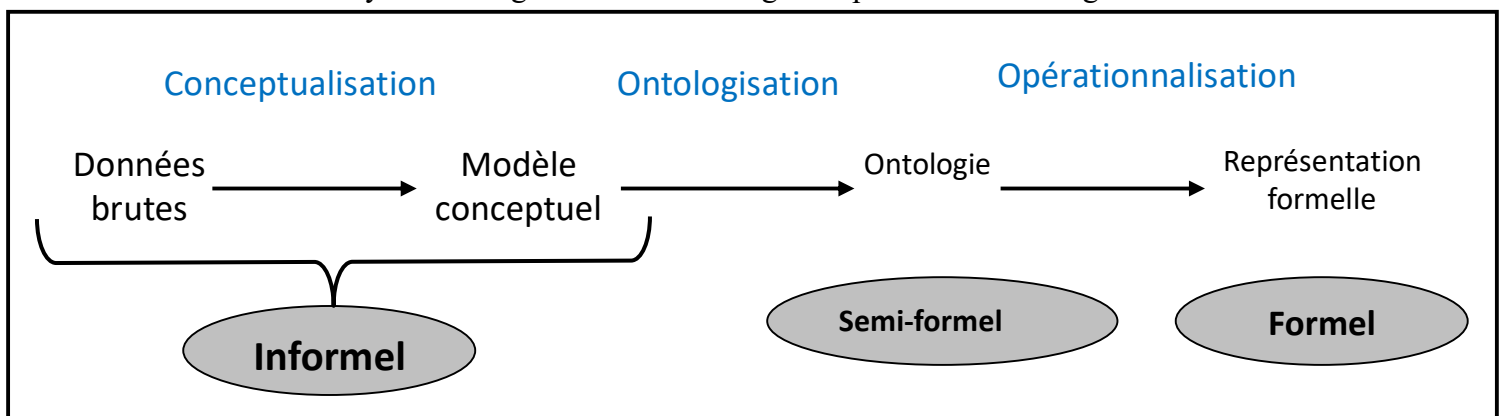 Conceptualisation Ontologisation Opérationnalisation
Données
brutes
Modèle
conceptuel
Ontologie
Représentation
formelle
Informel
Semi-formel
Formel